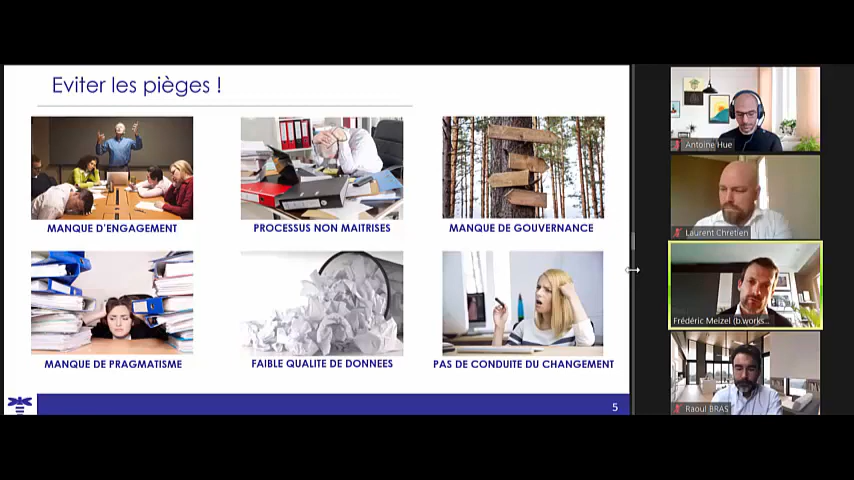 Eviter les pièges !
MANQUE D'ENGAGEMENT
PROCESSUS NON MAITRISES
MANQUE DE GOUVERNANCE
MANQUE DE PRAGMATISME
FAIBLE QUALITE DE DONNEES
PAS DE CONDUITE DU CHANGEMENT
5
Antoine Hue
Laurent Chretien
Frédéric Meizel (b.works...
Raoul BRAS